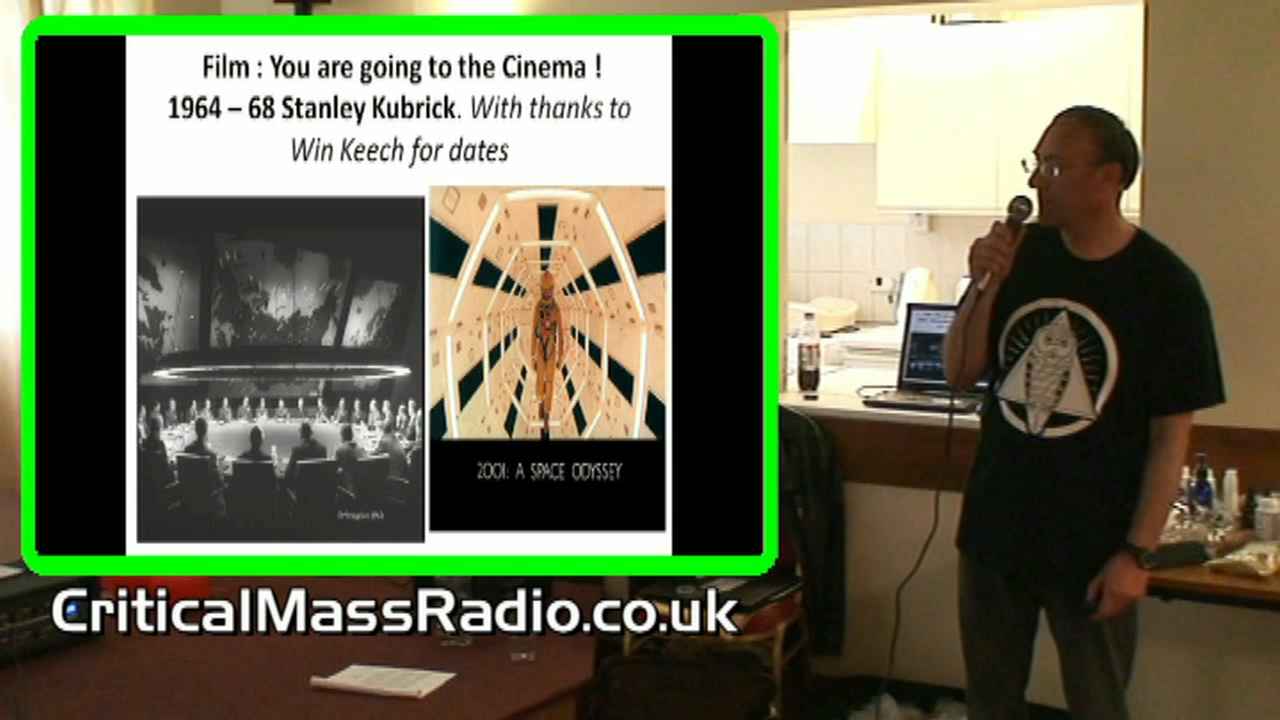 Film : You are going to the Cinema !
1964 – 68 Stanley Kubrick. With thanks to
Win Keech for dates
2001: A SPACE ODYSSEY
CriticalMassRadio.co.uk